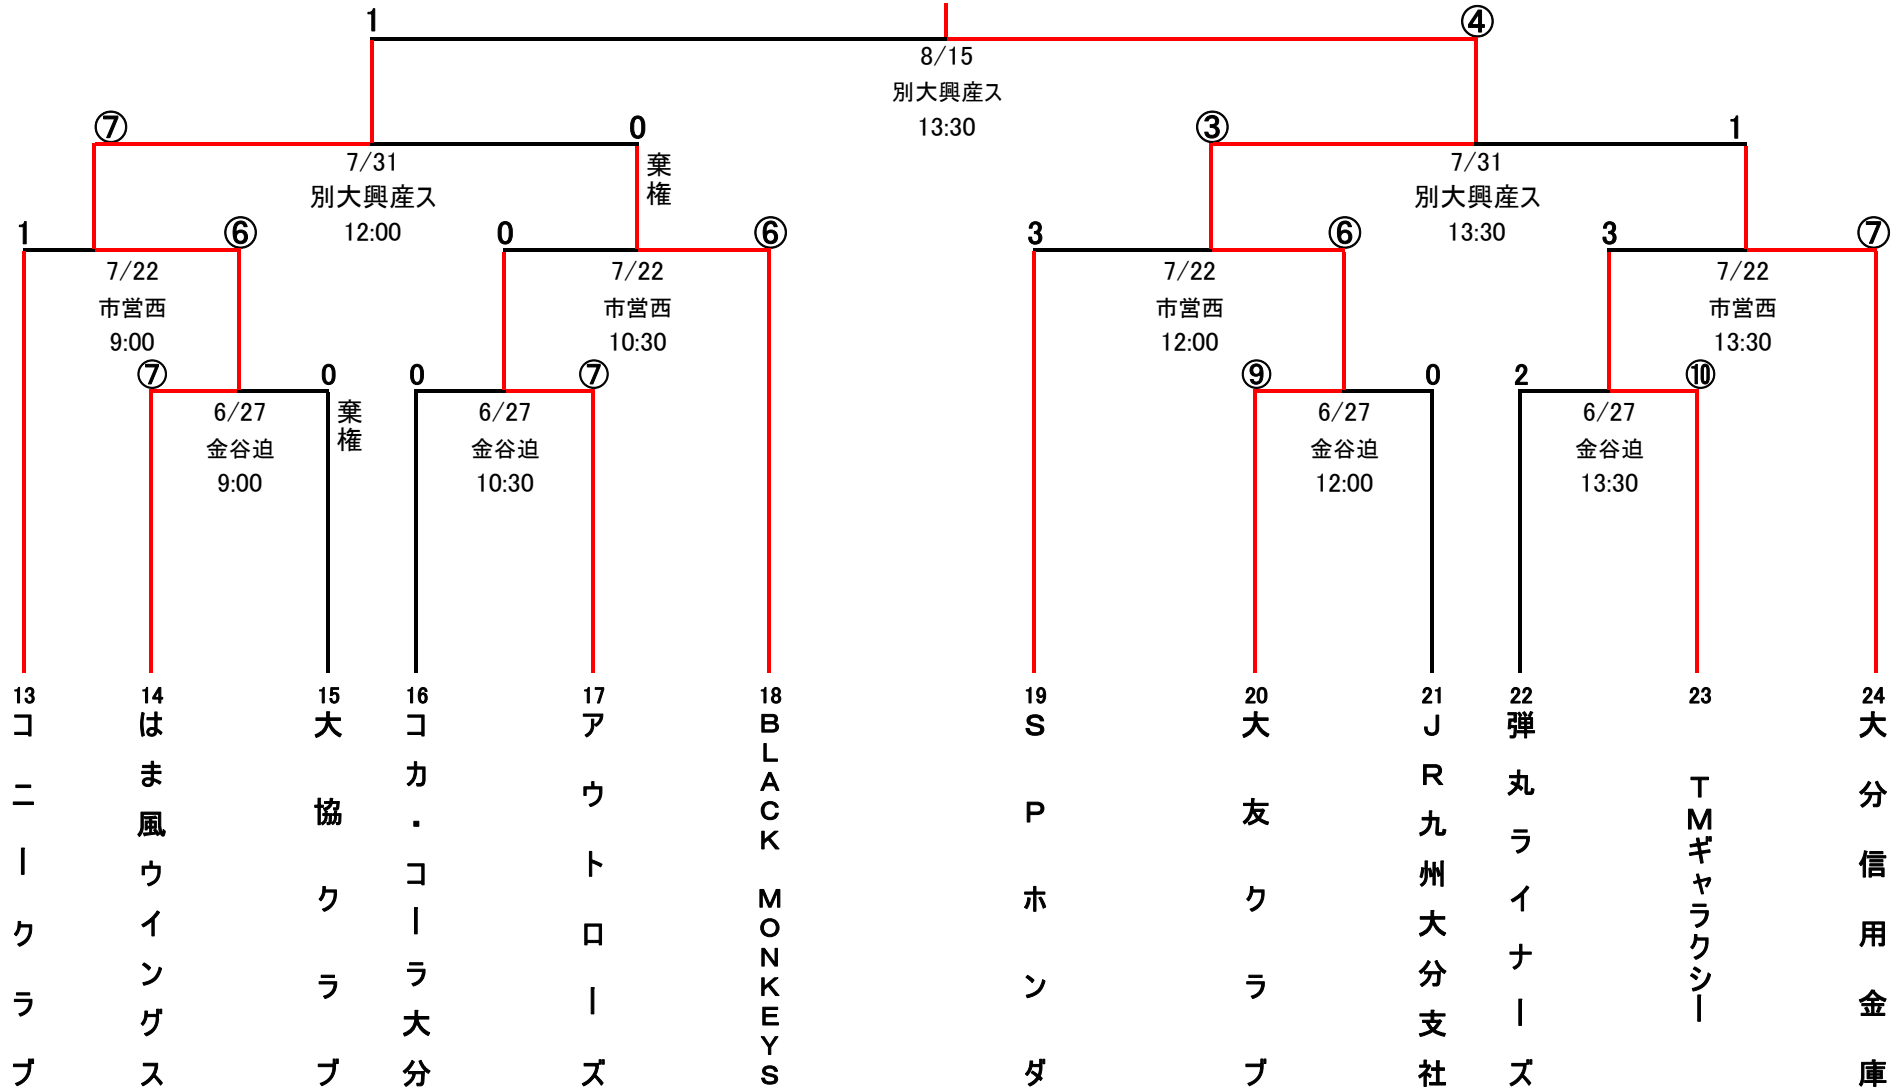 1
④
8/15
別大興産ス
13:30
⑦
0
棄権
7/31
別大興産ス
12:00
③
1
7/31
別大興産ス
13:30
1
⑥
7/22
市営西
9:00
0
⑥
7/22
市営西
10:30
3
⑥
7/22
市営西
12:00
3
⑦
7/22
市営西
13:30
⑦
0
棄権
6/27
金谷迫
9:00
0
⑦
6/27
金谷迫
10:30
⑨
0
6/27
金谷迫
12:00
2
⑩
6/27
金谷迫
13:30
13
コニークラブ
14
はま風ウイングス
15
大協クラブ
16
コカ・コーラ大分
17
アウトローズ
18
BLACK MONKEYS
19
SPホンダ
20
大友クラブ
21
JR九州大分支社
22
弾丸ライナーズ
23
TMギャラクシー
24
大分信用金庫